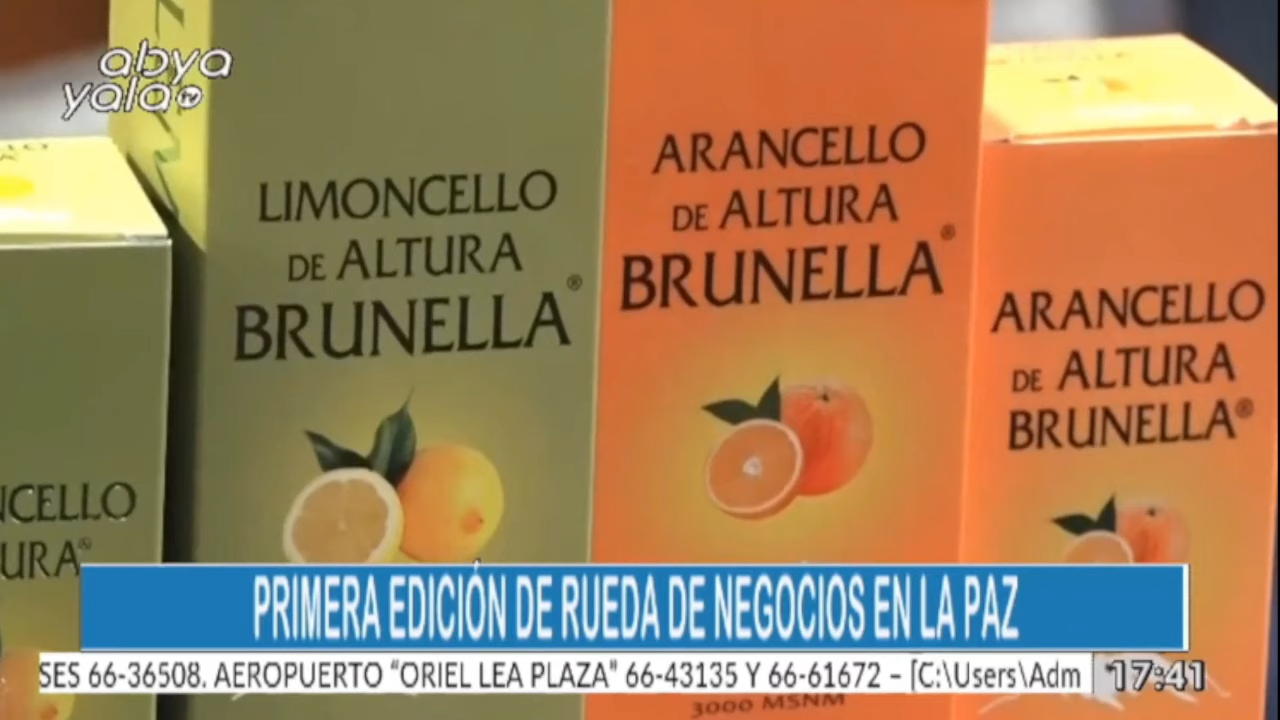 abya
yala tv
LIMONCELLO
DE ALTURA
BRUNELLA®
ARANCELLO
DE ALTURA
BRUNELLA®
ARANCELLO
DE ALTURA
BRUNELLA®
NCELLO
URA®
PRIMERA EDICIÓN DE RUEDA DE NEGOCIOS EN LA PAZ
SES 66-36508. AEROPUERTO “ORIEL LEA PLAZA” 66-43135 Y 66-61672 – [C:\Users\Adm
17:41
3000 MSNM